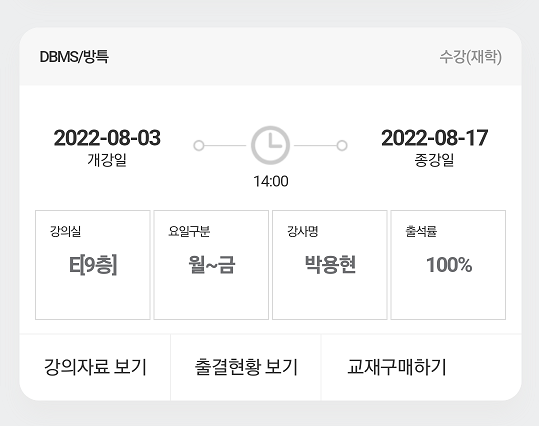 DBMS/방특 수강(재학)
2022-08-03 2022-08-17
개강일 종강일
14:00
강의실 요일구분 강사명 출석률
E[9층] 월~금 박용현 100%
강의자료 보기 출결현황 보기 교재구매하기